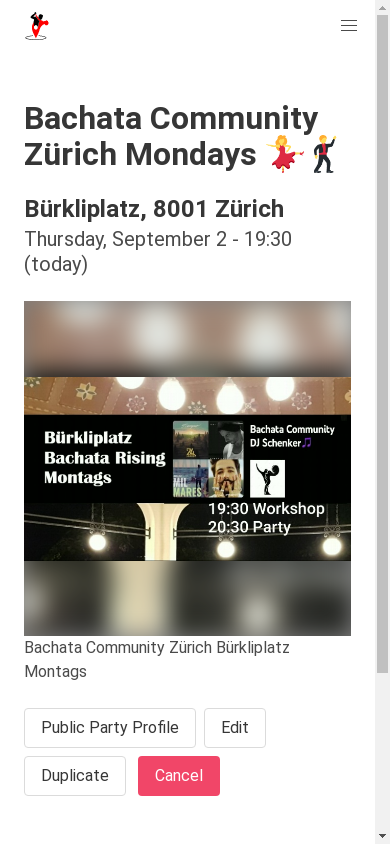 Bachata Community
Zürich Mondays 💃🕺
Bürkliplatz, 8001 Zürich
Thursday, September 2 - 19:30
(today)
Bürkliplatz
Bachata Rising
Montags
Bachata Community
DJ Schenker🎵
MIL
MARES
19:30 Workshop
20:30 Party
Bachata Community Zürich Bürkliplatz
Montags
Public Party Profile
Edit
Duplicate
Cancel